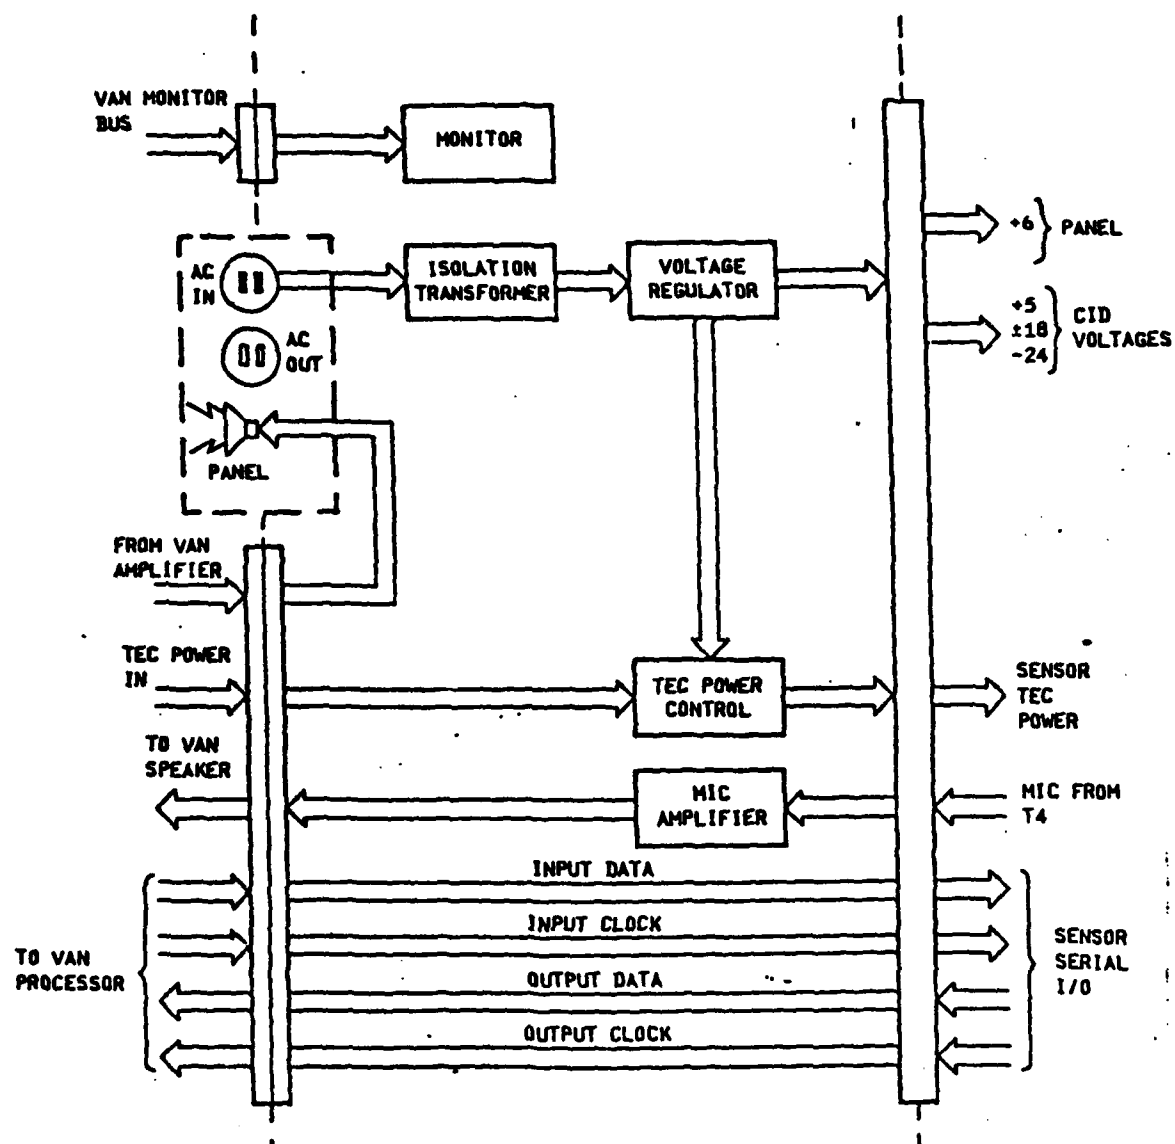 VAN MONITOR
BUS
MONITOR
+6
PANEL
AC
IN
ISOLATION
TRANSFORMER
VOLTAGE
REGULATOR
+5
±18
-24
CID
VOLTAGES
AC
OUT
PANEL
FROM VAN
AMPLIFIER
TEC POWER
IN
TEC POWER
CONTROL
SENSOR
TEC
POWER
TO VAN
SPEAKER
MIC
AMPLIFIER
MIC FROM
T4
INPUT DATA
INPUT CLOCK
OUTPUT DATA
OUTPUT CLOCK
TO VAN
PROCESSOR
SENSOR
SERIAL
I/O